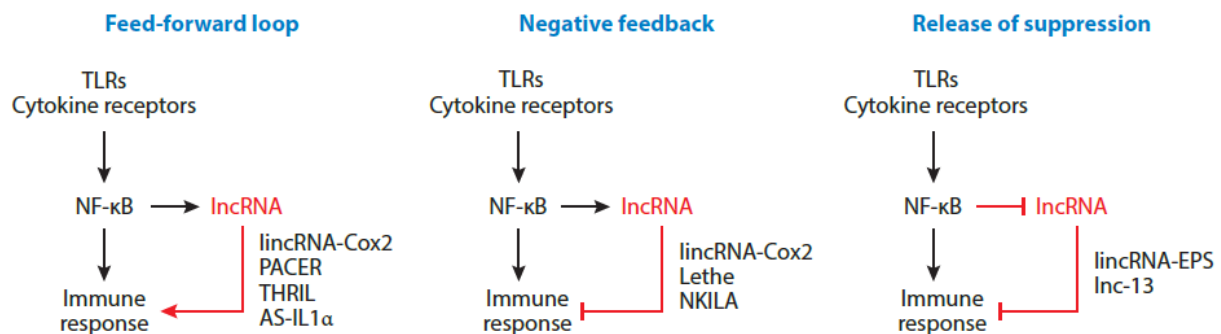 Feed-forward loop
TLRs
Cytokine receptors
NF-κB
lncRNA
lincRNA-Cox2
PACER
THRIL
AS-IL1α
Immune
response
Negative feedback
TLRs
Cytokine receptors
NF-κB
lncRNA
lincRNA-Cox2
Lethe
NKILA
Immune
response
Release of suppression
TLRs
Cytokine receptors
NF-κB
lncRNA
lincRNA-EPS
lnc-13
Immune
response